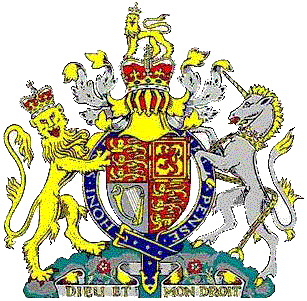 HONI Y PENSE
DIEU ET MON DROIT